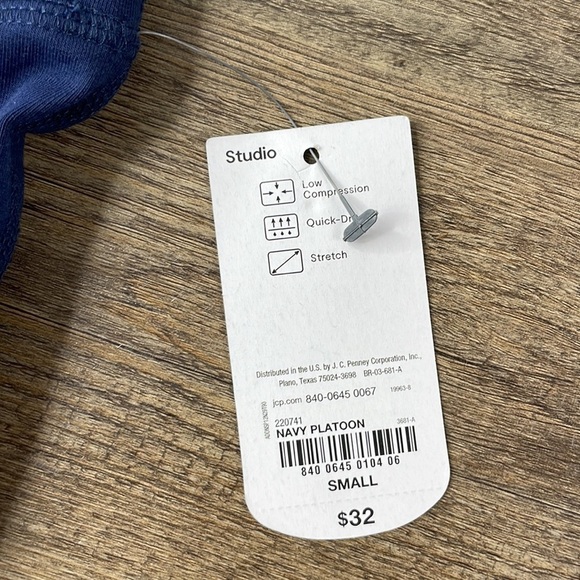 Studio
Low
Compression
Quick-Dr
Stretch
Distributed in the U.S. by J. C. Penney Corporation, Inc.,
Plano, Texas 75024-3698 BR-03-681-A
jcp.com 840-0645 0067 19963-8
220741
NAVY PLATOON 3681-A
840 0645 0104 06
SMALL
$32